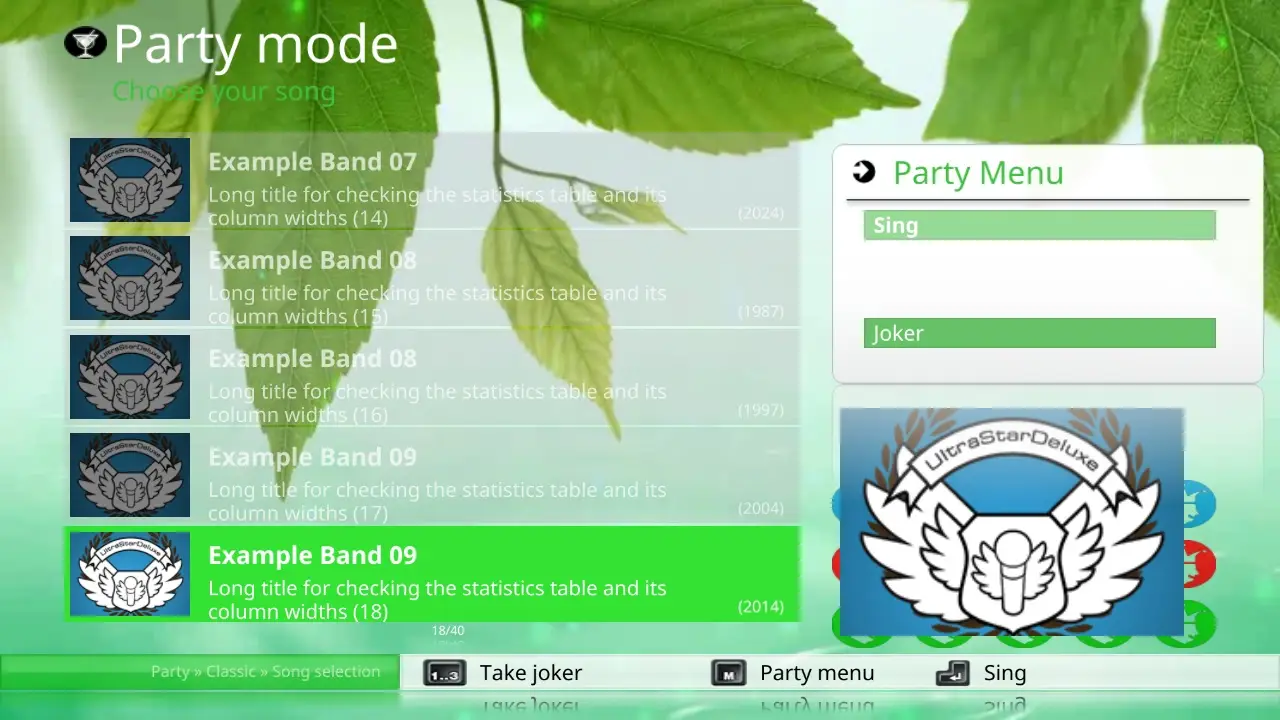 Party mode
Choose your song
UltraStarDeluxe
Example Band 07
Long title for checking the statistics table and its
column widths (14)
(2024)
UltraStarDeluxe
Example Band 08
Long title for checking the statistics table and its
column widths (15)
(1987)
UltraStarDeluxe
Example Band 08
Long title for checking the statistics table and its
column widths (16)
(1997)
UltraStarDeluxe
Example Band 09
Long title for checking the statistics table and its
column widths (17)
(2004)
UltraStarDeluxe
Example Band 09
Long title for checking the statistics table and its
column widths (18)
(2014)
18/40
Party Menu
Sing
Joker
UltraStarDeluxe
Party » Classic » Song selection
1..3 Take joker
M Party menu
Sing